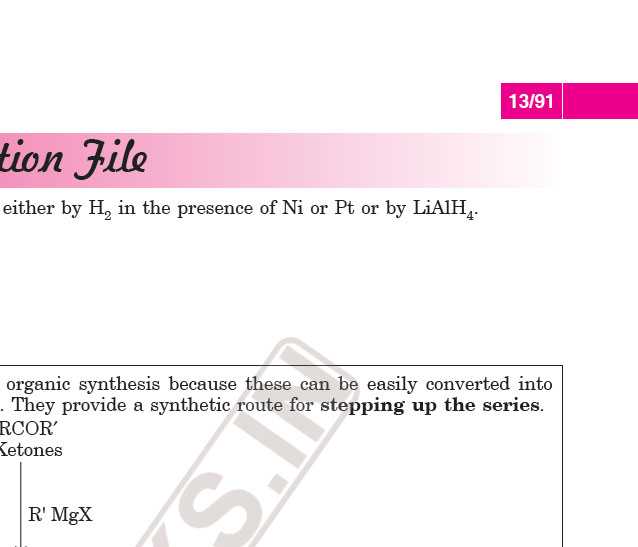 13/91
tion File
either by H₂ in the presence of Ni or Pt or by LiAlH₄.
organic synthesis because these can be easily converted into
. They provide a synthetic route for stepping up the series.
RCOR′
Ketones
R' MgX
KS.IN